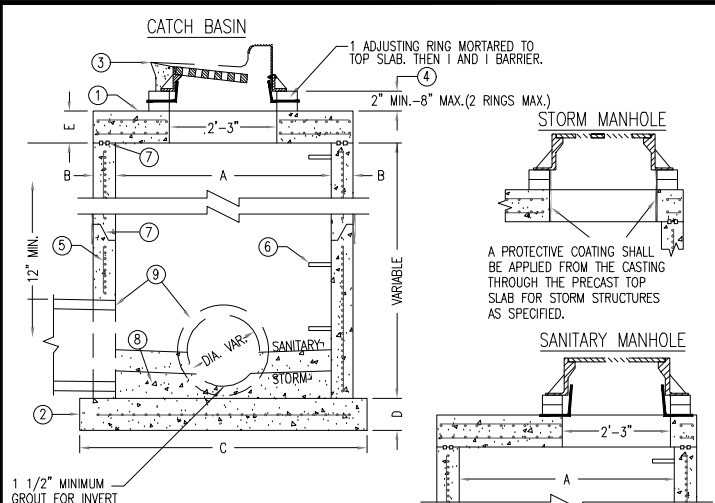 CATCH BASIN
3
1 ADJUSTING RING MORTARED TO
TOP SLAB. THEN I AND I BARRIER.
4
2" MIN.-8" MAX.(2 RINGS MAX.)
1
E
2'-3"
7
B
A
B
STORM MANHOLE
12" MIN.
5
7
6
9
VARIABLE
A PROTECTIVE COATING SHALL
BE APPLIED FROM THE CASTING
THROUGH THE PRECAST TOP
SLAB FOR STORM STRUCTURES
AS SPECIFIED.
8
DIA. VAR.
SANITARY
STORM
2
D
C
1 1/2" MINIMUM
GROUT FOR INVERT
SANITARY MANHOLE
2'-3"
A